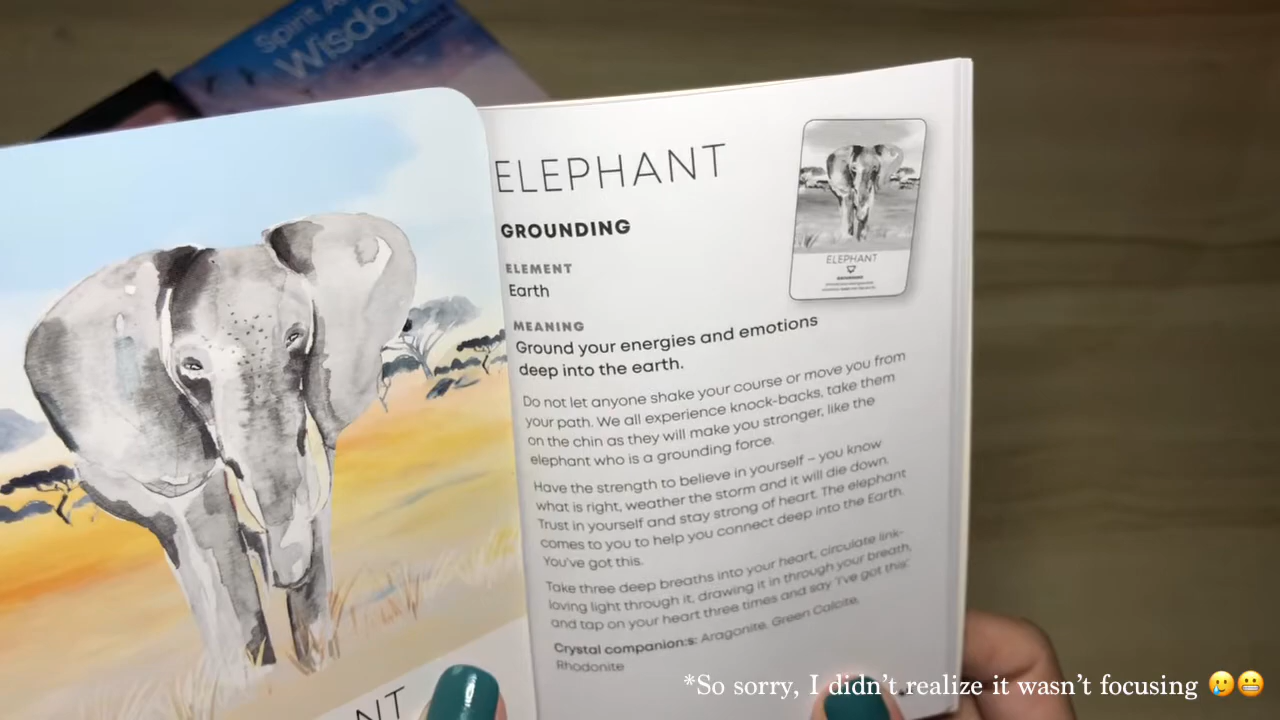 Spirit
Wisdom
ELEPHANT
GROUNDING
ELEMENT
Earth
MEANING
Ground your energies and emotions
deep into the earth.
Do not let anyone shake your course or move you from
your path. We all experience knock-backs, take them
on the chin as they will make you stronger, like the
elephant who is a grounding force.
Have the strength to believe in yourself – you know
what is right, weather the storm and it will die down.
Trust in yourself and stay strong of heart. The elephant
comes to you to help you connect deep into the Earth.
You've got this.
Take three deep breaths into your heart, circulate link-
loving light through it, drawing it in through your breath,
and tap on your heart three times and say 'I've got this'.
Crystal companion:s: Aragonite, Green Calcite,
Rhodonite
ELEPHANT
NT
*So sorry, I didn't realize it wasn't focusing 🥲😬